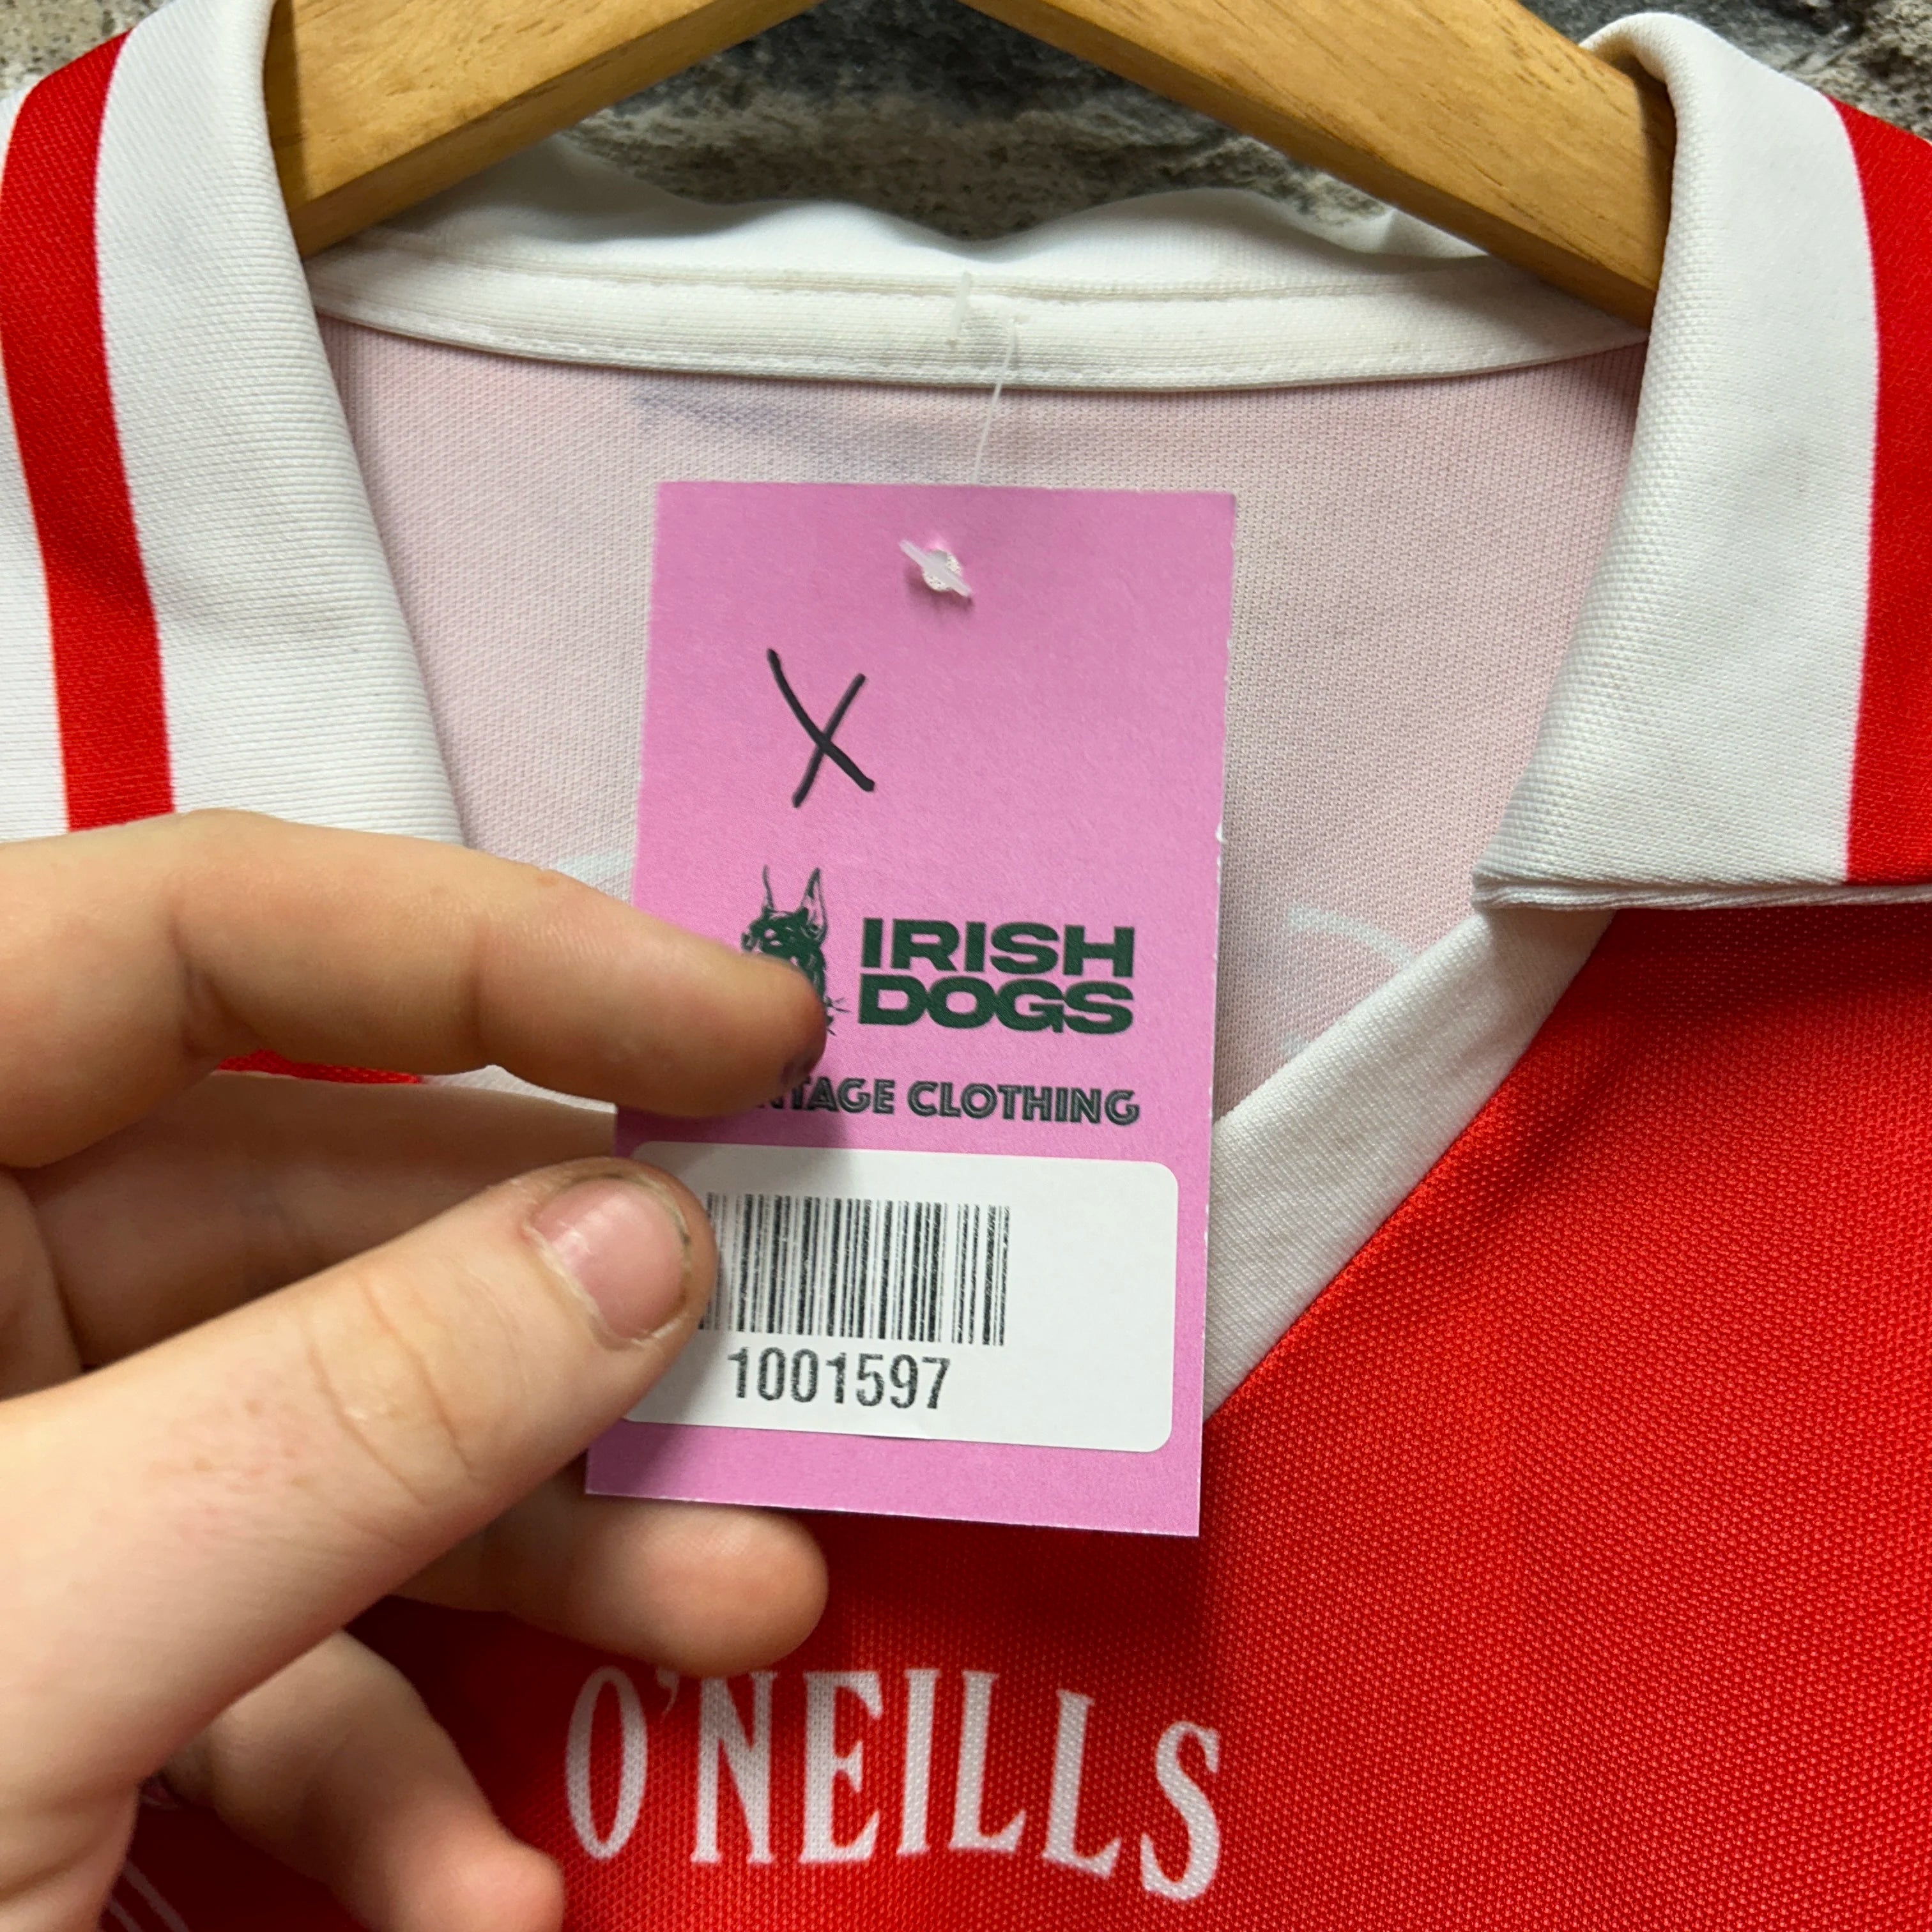 X
IRISH
DOGS
CLOTHING
1001597
O'NEILLS